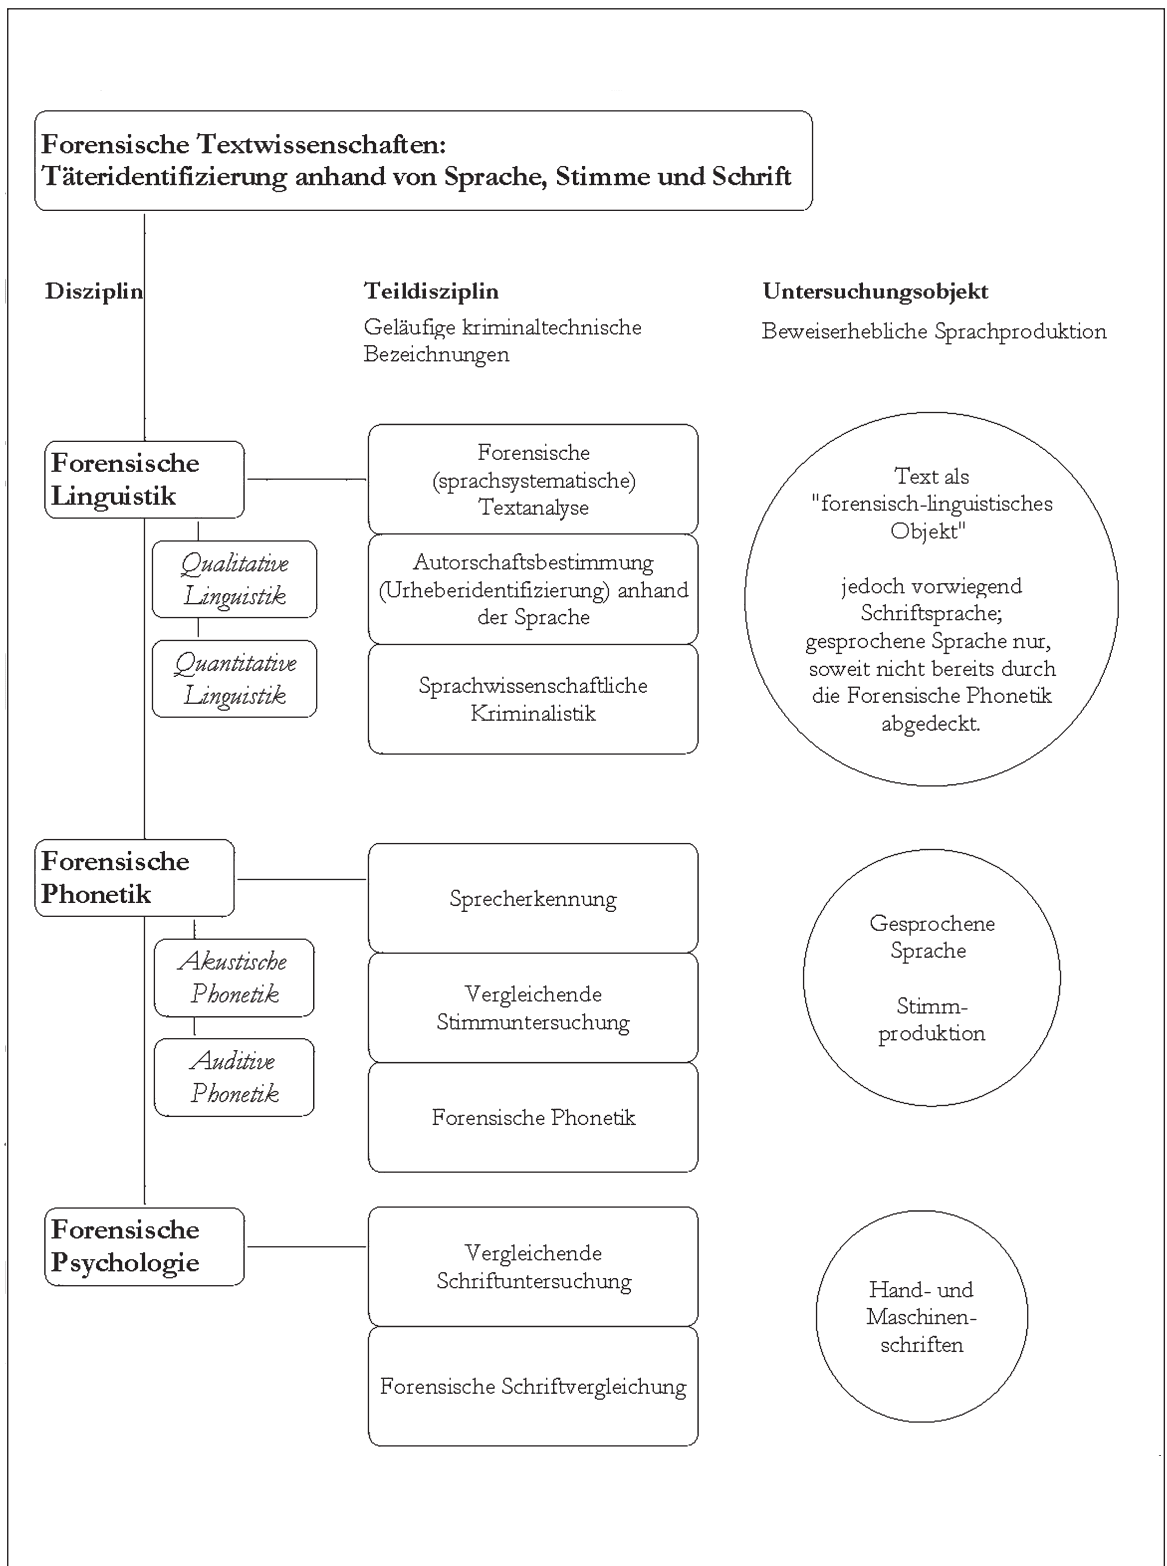 Forensische Textwissenschaften:
Täteridentifizierung anhand von Sprache, Stimme und Schrift
Disziplin
Teildisziplin
Geläufige kriminaltechnische
Bezeichnungen
Untersuchungsobjekt
Beweiserhebliche Sprachproduktion
Forensische
Linguistik
Qualitative
Linguistik
Quantitative
Linguistik
Forensische
(sprachsystematische)
Textanalyse
Autorschaftsbestimmung
(Urheberidentifizierung) anhand
der Sprache
Sprachwissenschaftliche
Kriminalistik
Text als
"forensisch-linguistisches
Objekt"
jedoch vorwiegend
Schriftsprache;
gesprochene Sprache nur,
soweit nicht bereits durch
die Forensische Phonetik
abgedeckt.
Forensische
Phonetik
Akustische
Phonetik
Auditive
Phonetik
Sprecherkennung
Vergleichende
Stimmuntersuchung
Forensische Phonetik
Gesprochene
Sprache
Stimm-
produktion
Forensische
Psychologie
Vergleichende
Schriftuntersuchung
Forensische Schriftvergleichung
Hand- und
Maschinen-
schriften